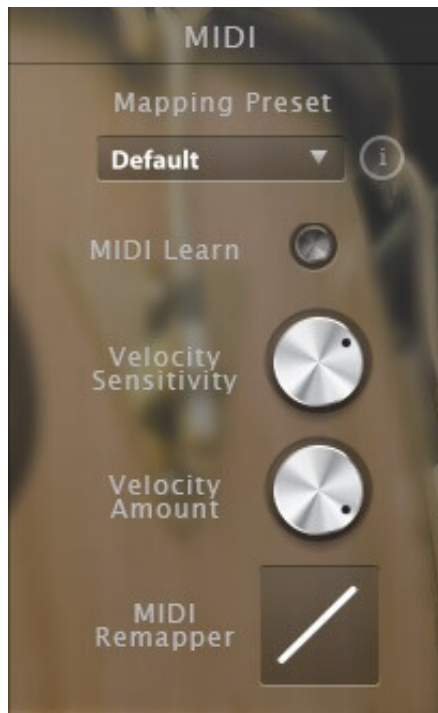 MIDI
Mapping Preset
Default
i
MIDI Learn
Velocity
Sensitivity
Velocity
Amount
MIDI
Remapper